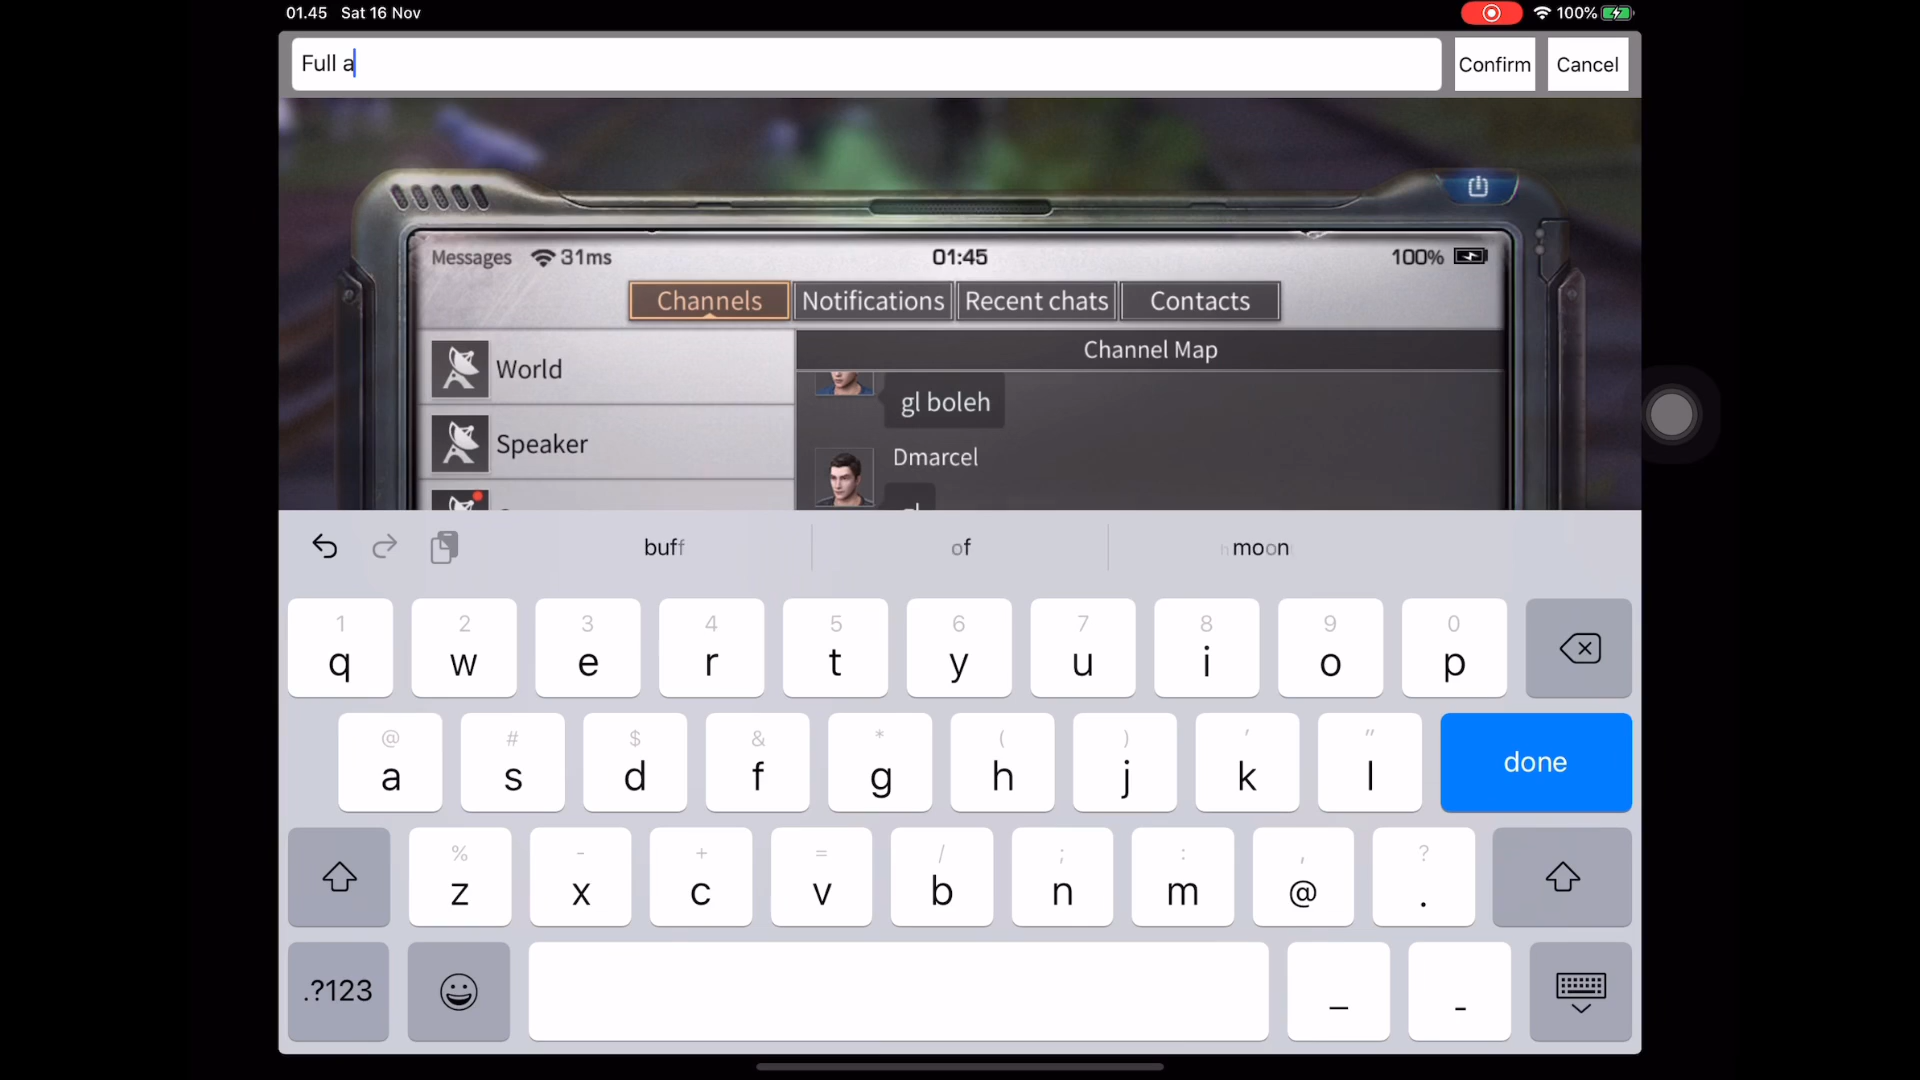 01.45 Sat 16 Nov 100%
Full a Confirm Cancel
Messages 31ms 01:45 100%
Channels Notifications Recent chats Contacts
World
Speaker
Channel Map
gl boleh
Dmarcel
buff of moon
1 2 3 4 5 6 7 8 9 0
q w e r t y u i o p
@ # $ & * ( ) ' "
a s d f g h j k l done
% - + = / ; : , ?
z x c v b n m @ .
.?123 _ -